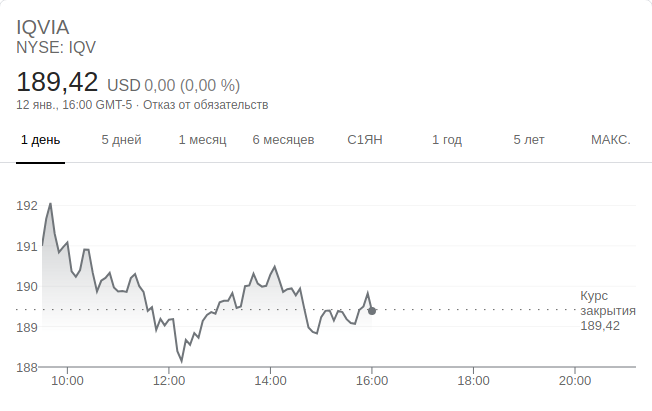 IQVIA
NYSE: IQV
189,42 USD 0,00 (0,00 %)
12 янв., 16:00 GMT-5 · Отказ от обязательств
1 день 5 дней 1 месяц 6 месяцев С1ЯН 1 год 5 лет МАКС.
192
191
190
189
188
Курс
закрытия
189,42
10:00 12:00 14:00 16:00 18:00 20:00